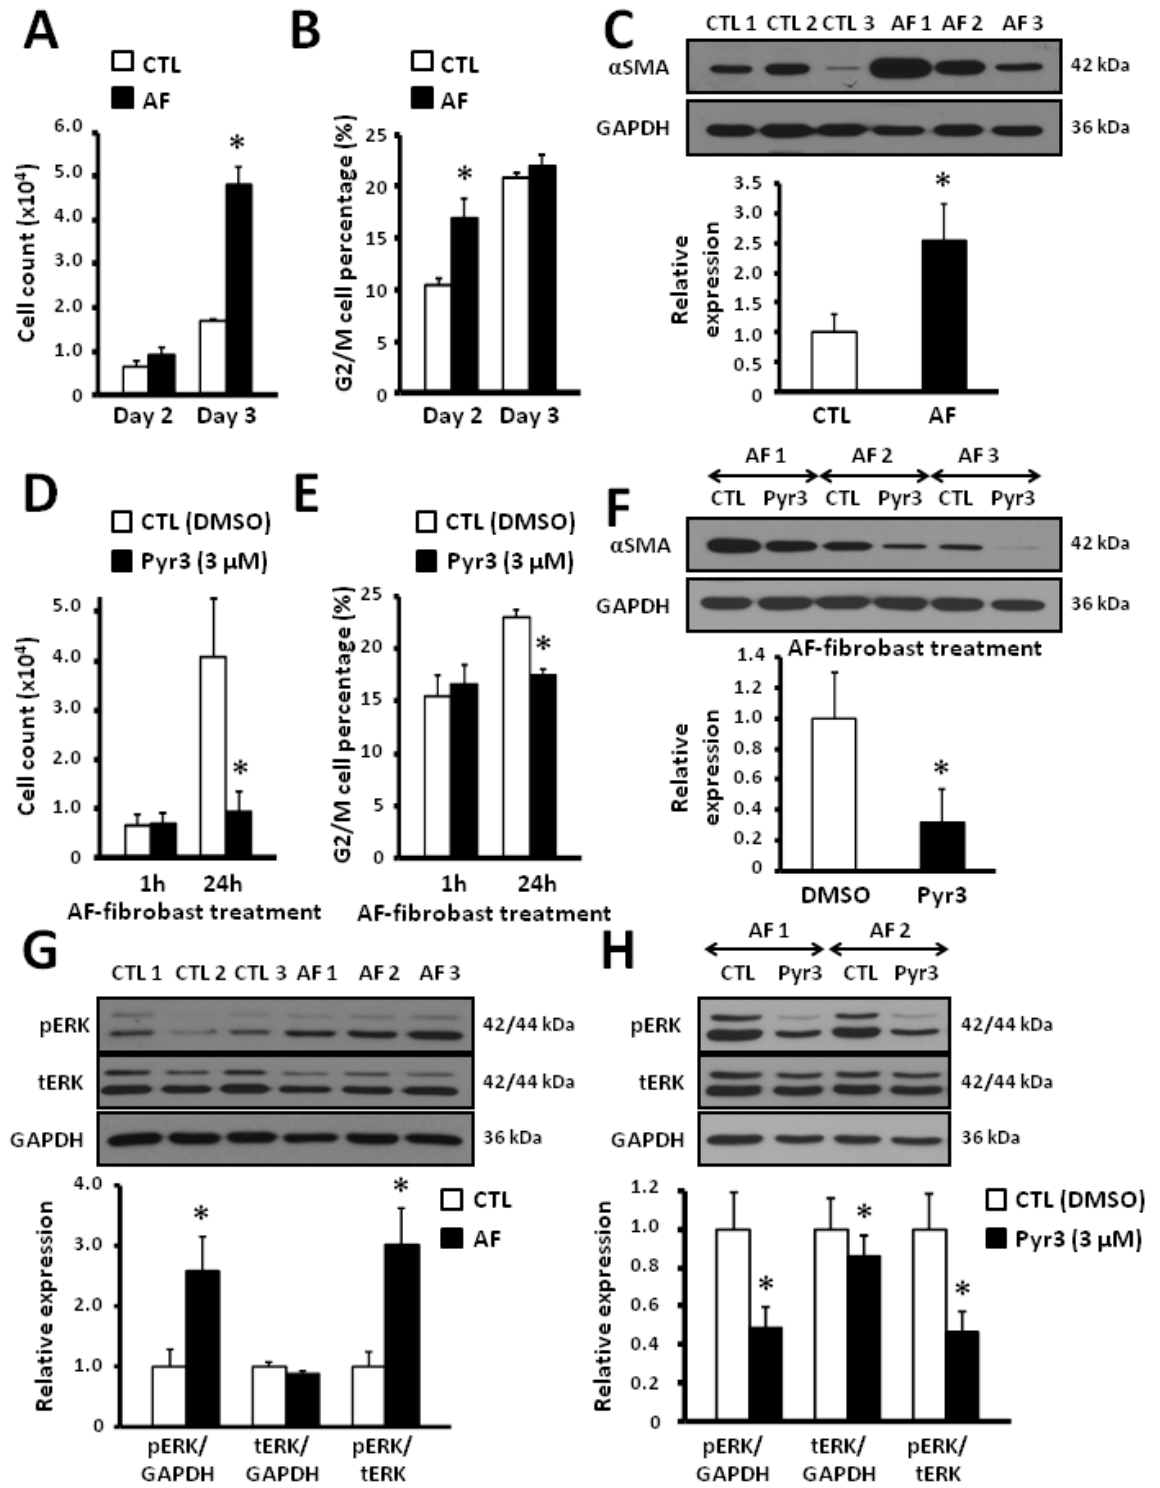 A
CTL
AF
Cell count (x10⁴)
6.0
5.0
4.0
3.0
2.0
1.0
0
*
Day 2 Day 3
B
CTL
AF
G2/M cell percentage (%)
25
20
15
10
5
0
*
Day 2 Day 3
C
CTL 1 CTL 2 CTL 3 AF 1 AF 2 AF 3
αSMA 42 kDa
GAPDH 36 kDa
Relative
expression
3.5
3.0
2.5
2.0
1.5
1.0
0.5
0
*
CTL AF
D
CTL (DMSO)
Pyr3 (3 μM)
Cell count (x10⁴)
5.0
4.0
3.0
2.0
1.0
0
*
1h 24h
AF-fibrobast treatment
E
CTL (DMSO)
Pyr3 (3 μM)
G2/M cell percentage (%)
25
20
15
10
5
0
*
1h 24h
AF-fibrobast treatment
F
AF 1 AF 2 AF 3
CTL Pyr3 CTL Pyr3 CTL Pyr3
αSMA 42 kDa
GAPDH 36 kDa
AF-fibrobast treatment
Relative
expression
1.4
1.2
1.0
0.8
0.6
0.4
0.2
0
*
DMSO Pyr3
G
CTL 1 CTL 2 CTL 3 AF 1 AF 2 AF 3
pERK 42/44 kDa
tERK 42/44 kDa
GAPDH 36 kDa
Relative expression
4.0
3.0
2.0
1.0
0
* *
CTL
AF
pERK/ tERK/ pERK/
GAPDH GAPDH tERK
H
AF 1 AF 2
CTL Pyr3 CTL Pyr3
pERK 42/44 kDa
tERK 42/44 kDa
GAPDH 36 kDa
Relative expression
1.2
1.0
0.8
0.6
0.4
0.2
0
* * *
CTL (DMSO)
Pyr3 (3 μM)
pERK/ tERK/ pERK/
GAPDH GAPDH tERK